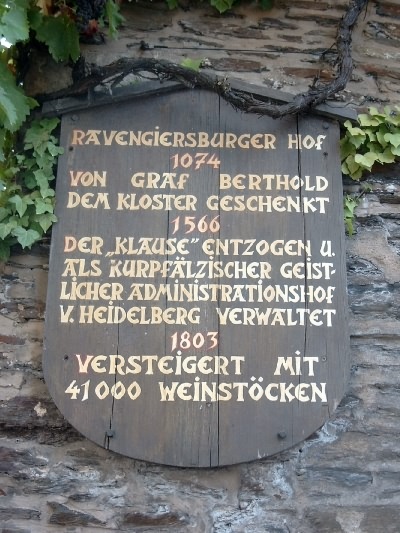 RAVENGIERSBURGER HOF
1074
VON GRAF BERTHOLD
DEM KLOSTER GESCHENKT
1566
DER „KLAUSE" ENTZOGEN U.
ALS KURPFÄLZISCHER GEIST-
LICHER ADMINISTRATIONSHOF
V. HEIDELBERG VERWALTET
1803
VERSTEIGERT MIT
41000 WEINSTÖCKEN